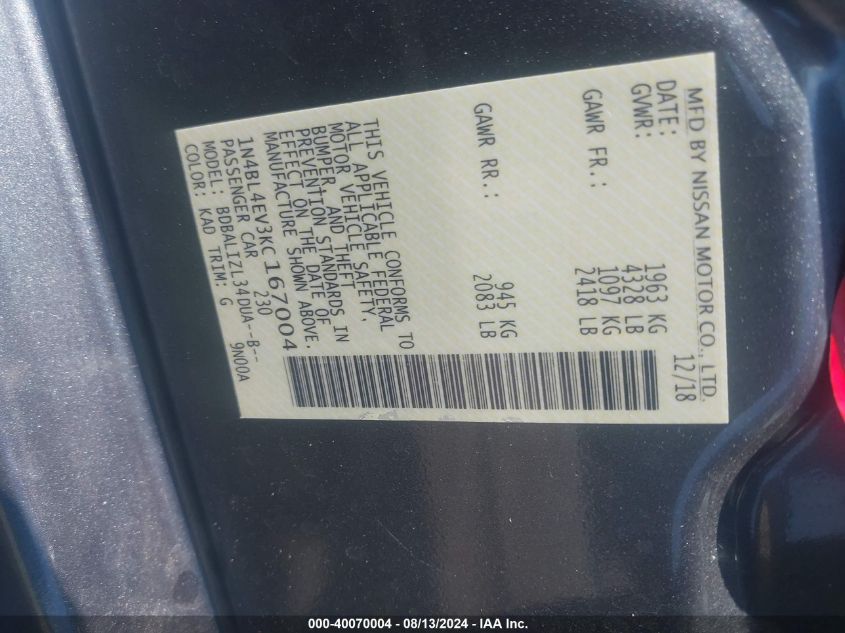 MFD BY NISSAN MOTOR CO., LTD.
DATE: 12/18
GVWR: 1963 KG
4328 LB
GAWR FR.: 1097 KG
2418 LB
GAWR RR.: 945 KG
2083 LB
THIS VEHICLE CONFORMS TO
ALL APPLICABLE FEDERAL
MOTOR VEHICLE SAFETY,
BUMPER, AND THEFT
PREVENTION STANDARDS IN
EFFECT ON THE DATE OF
MANUFACTURE SHOWN ABOVE.
1N4BL4EV3KC167004
PASSENGER CAR 230
MODEL: BDBALIZL34DUA--B--
COLOR: KAD TRIM: G 9N00A
000-40070004 - 08/13/2024 - IAA Inc.